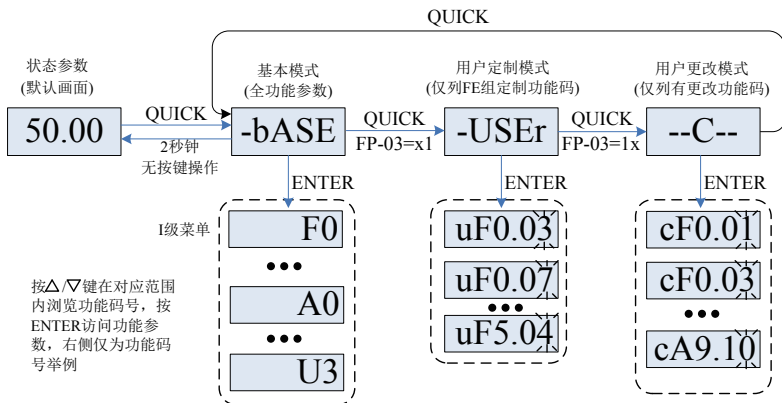 QUICK
状态参数
(默认画面)
基本模式
(全功能参数)
用户定制模式
(仅列FE组定制功能码)
用户更改模式
(仅列有更改功能码)
50.00
QUICK
2秒钟
无按键操作
-bASE
QUICK
FP-03=x1
-USEr
QUICK
FP-03=1x
--C--
ENTER
ENTER
ENTER
I级菜单
F0
●●●
A0
●●●
U3
uF0.03
uF0.07
●●●
uF5.04
cF0.01
cF0.03
●●●
cA9.10
按△/▽键在对应范围
内浏览功能码号，按
ENTER访问功能参
数，右侧仅为功能码
号举例